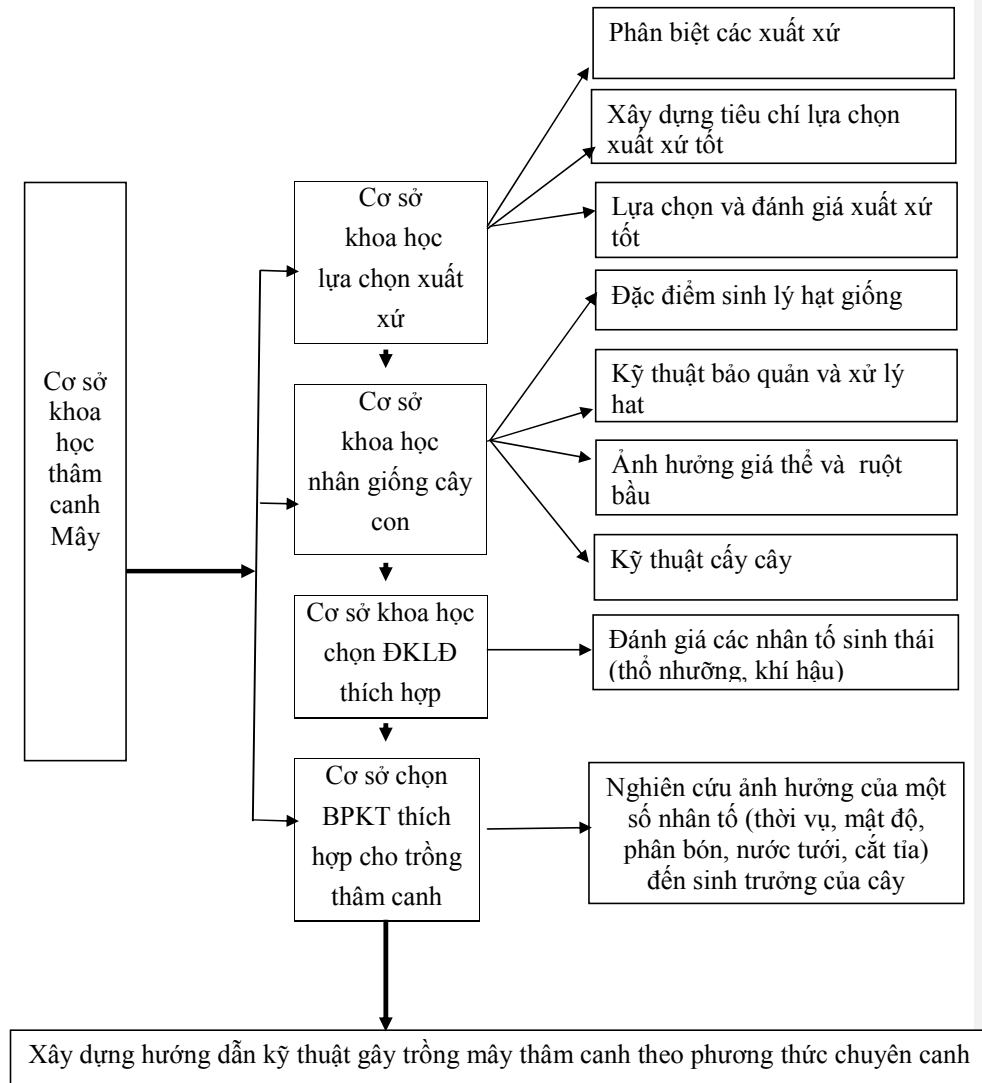 Phân biệt các xuất xứ
Xây dựng tiêu chí lựa chọn
xuất xứ tốt
Lựa chọn và đánh giá xuất xứ
tốt
Cơ sở
khoa học
lựa chọn xuất
xứ
Đặc điểm sinh lý hạt giống
Kỹ thuật bảo quản và xử lý
hat
Ảnh hưởng giá thể và ruột
bầu
Kỹ thuật cấy cây
Cơ sở
khoa học
nhân giống cây
con
Cơ sở
khoa
học
thâm
canh
Mây
Cơ sở khoa học
chọn ĐKLĐ
thích hợp
Đánh giá các nhân tố sinh thái
(thổ nhưỡng, khí hậu)
Cơ sở chọn
BPKT thích
hợp cho trồng
thâm canh
Nghiên cứu ảnh hưởng của một
số nhân tố (thời vụ, mật độ,
phân bón, nước tưới, cắt tỉa)
đến sinh trưởng của cây
Xây dựng hướng dẫn kỹ thuật gây trồng mây thâm canh theo phương thức chuyên canh